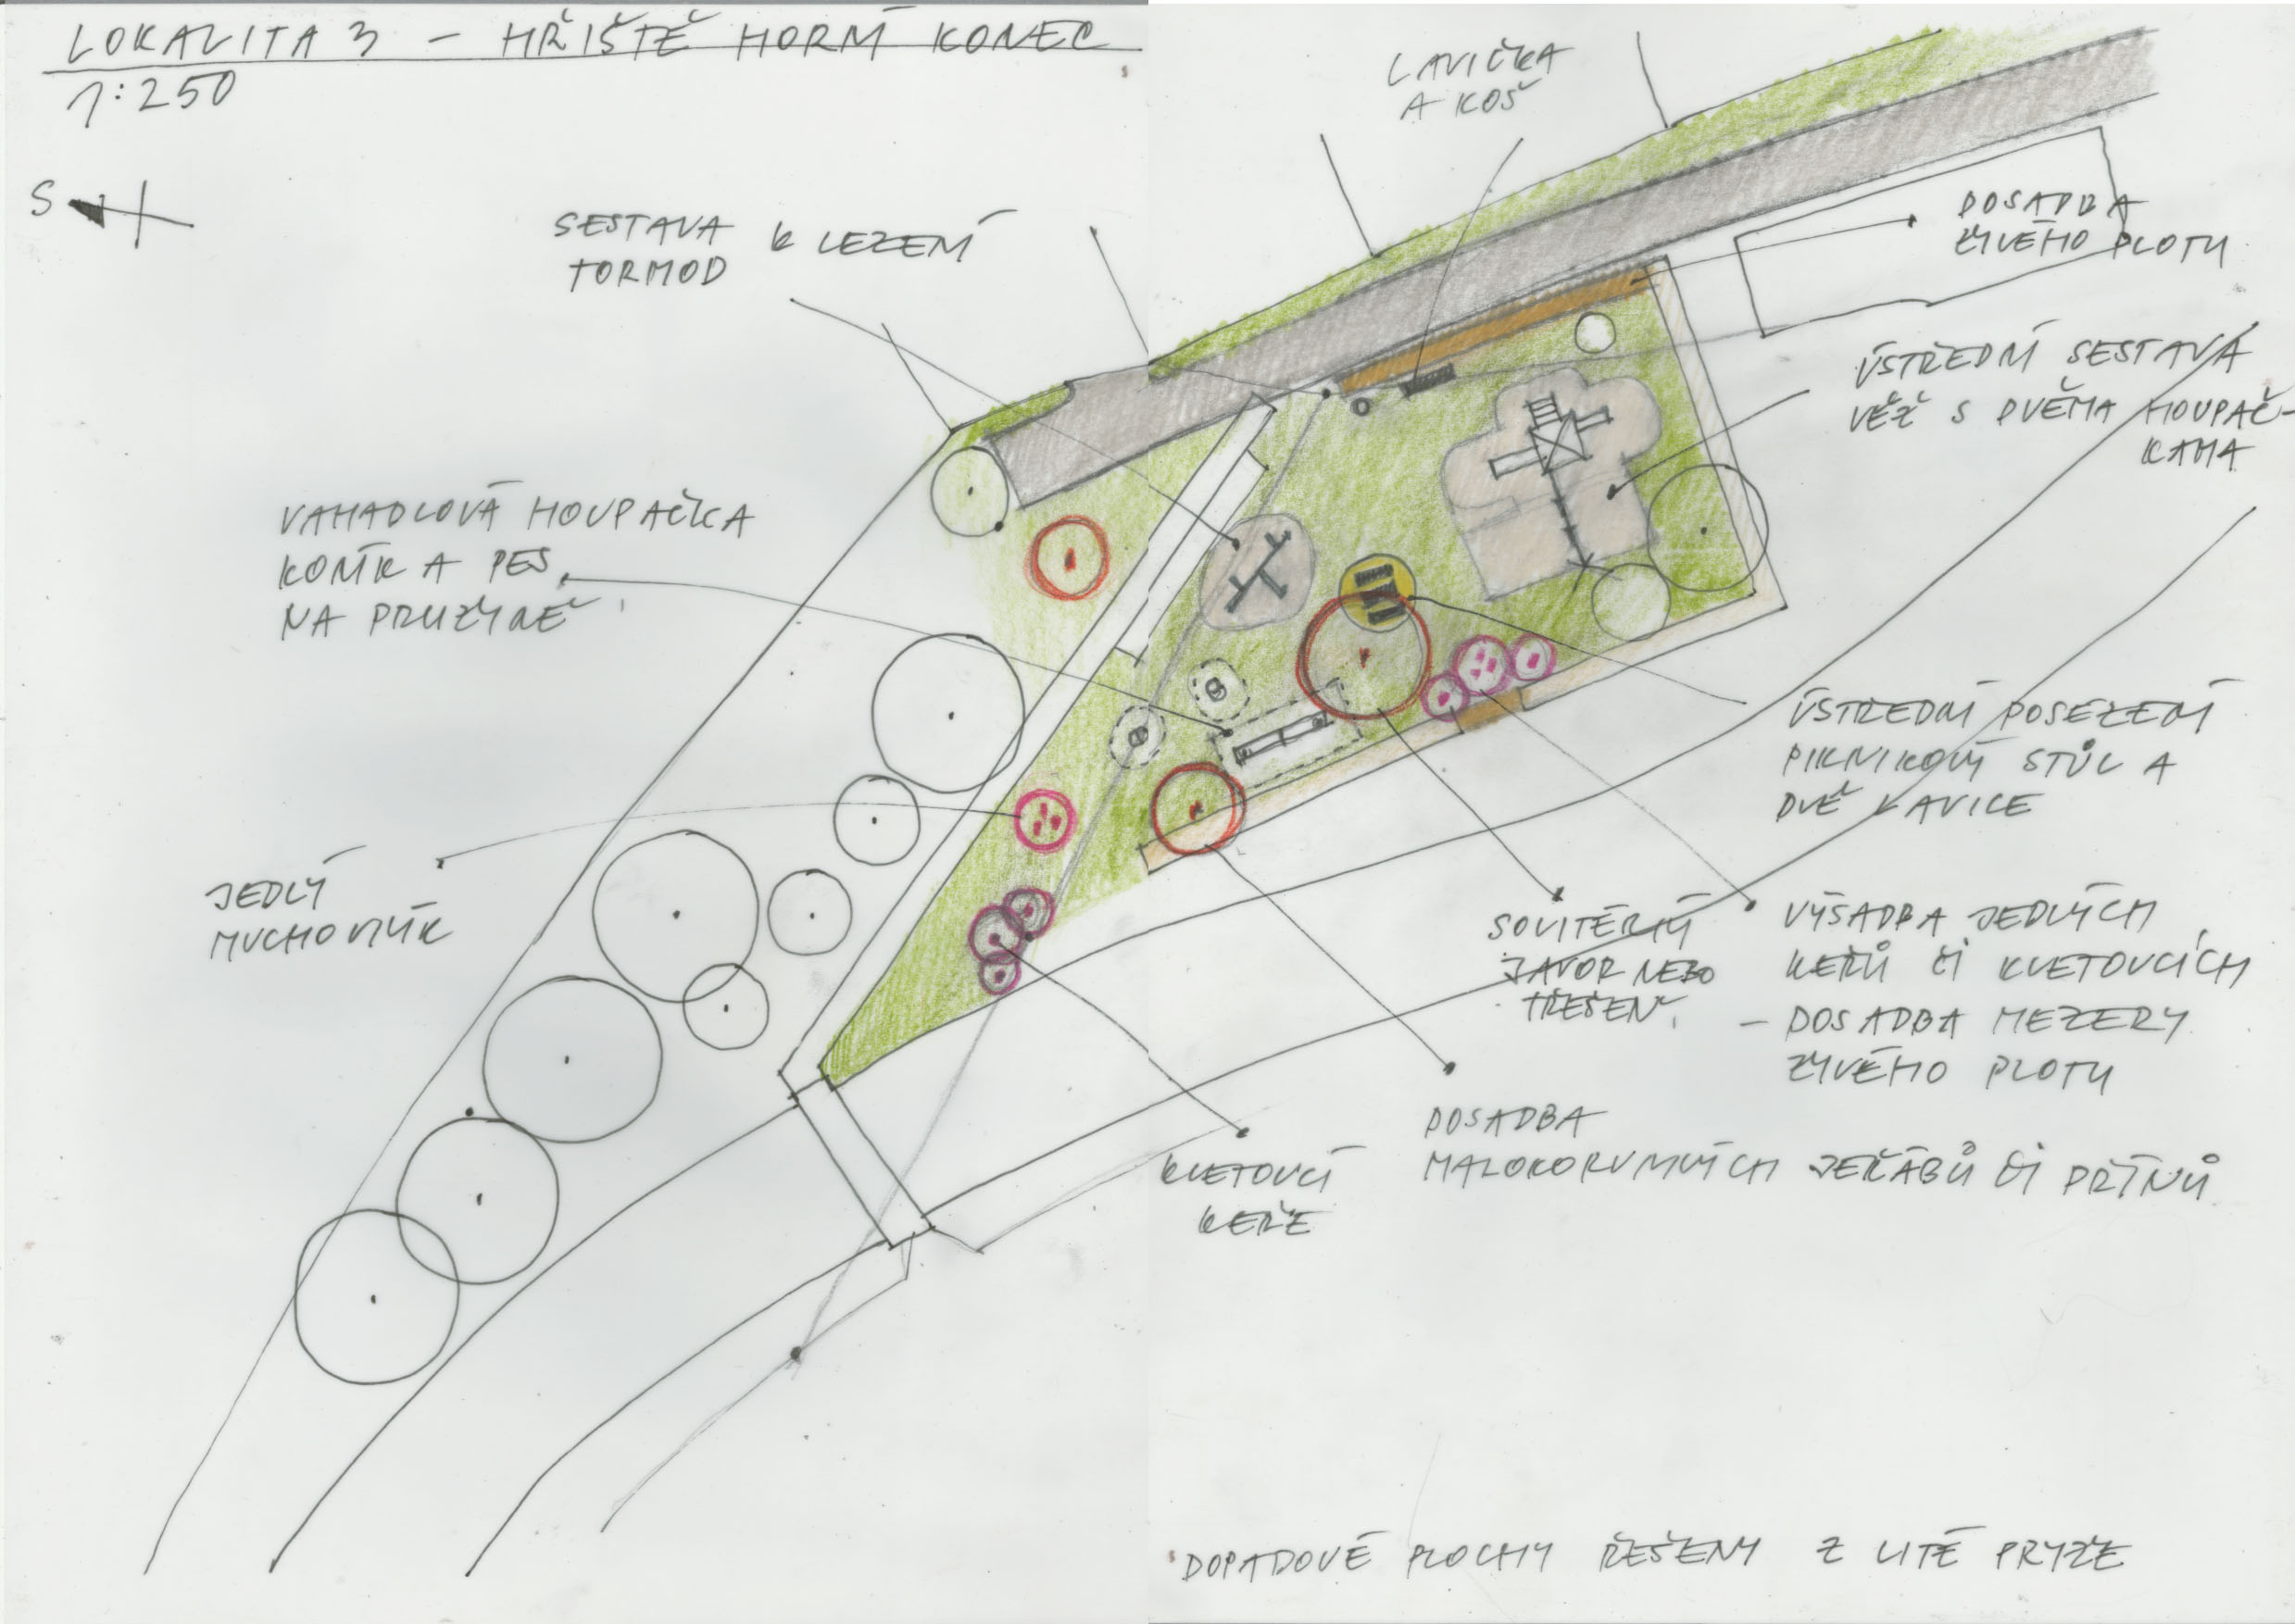 LOKALITA 3 – HŘIŠTĚ HORNÍ KONEC
1:250
S
LAVIČKA
A KOŠ
SESTAVA K LEZENÍ
TORMOD
DOSADBA
ŽIVÉHO PLOTU
ÚSTŘEDNÍ SESTAVA
VĚŽ S DVĚMA HOUPAČ-
KAMA
VAHADLOVÁ HOUPAČKA
KONÍK A PES
NA PRUŽINĚ
ÚSTŘEDNÍ POSEZENÍ
PIKNIKOVÝ STŮL A
DVĚ LAVICE
JEDLÝ
MUCHOVNÍK
SOLITÉRNÍ
JAVOR NEBO
TŘEŠEŇ
VÝSADBA JEDLÝCH
KEŘŮ ČI KVETOUCÍCH
– DOSADBA MEZERY
ŽIVÉHO PLOTU
DOSADBA
MALOKORUNNÝCH JEŘÁBŮ ČI
KVETOUCÍ
KEŘE
DOPADOVÉ PLOCHY ŘEŠENY Z LITÉ PRYŽE